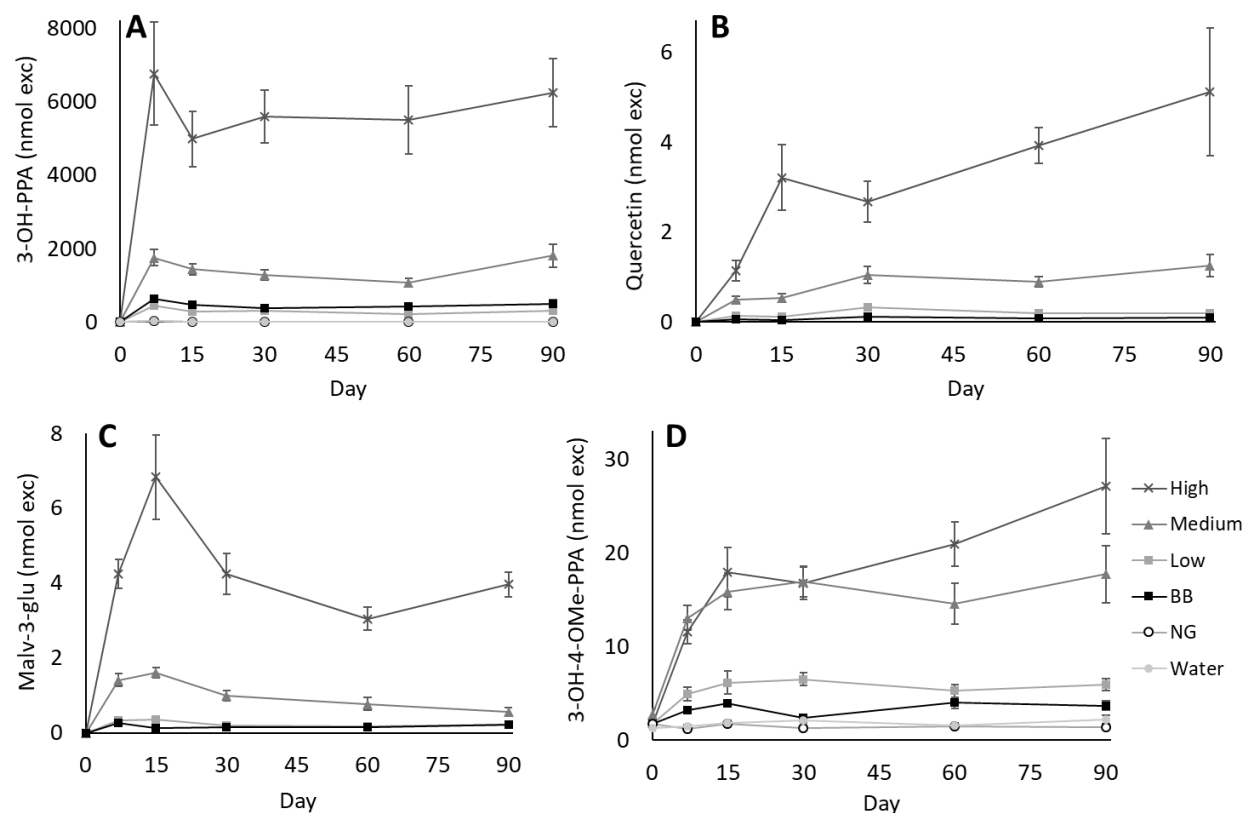 A
3-OH-PPA (nmol exc)
8000
6000
4000
2000
0
0 15 30 45 60 75 90
Day
B
Quercetin (nmol exc)
6
4
2
0
0 15 30 45 60 75 90
Day
C
Malv-3-glu (nmol exc)
8
6
4
2
0
0 15 30 45 60 75 90
Day
D
3-OH-4-OMe-PPA (nmol exc)
30
20
10
0
0 15 30 45 60 75 90
Day
High
Medium
Low
BB
NG
Water